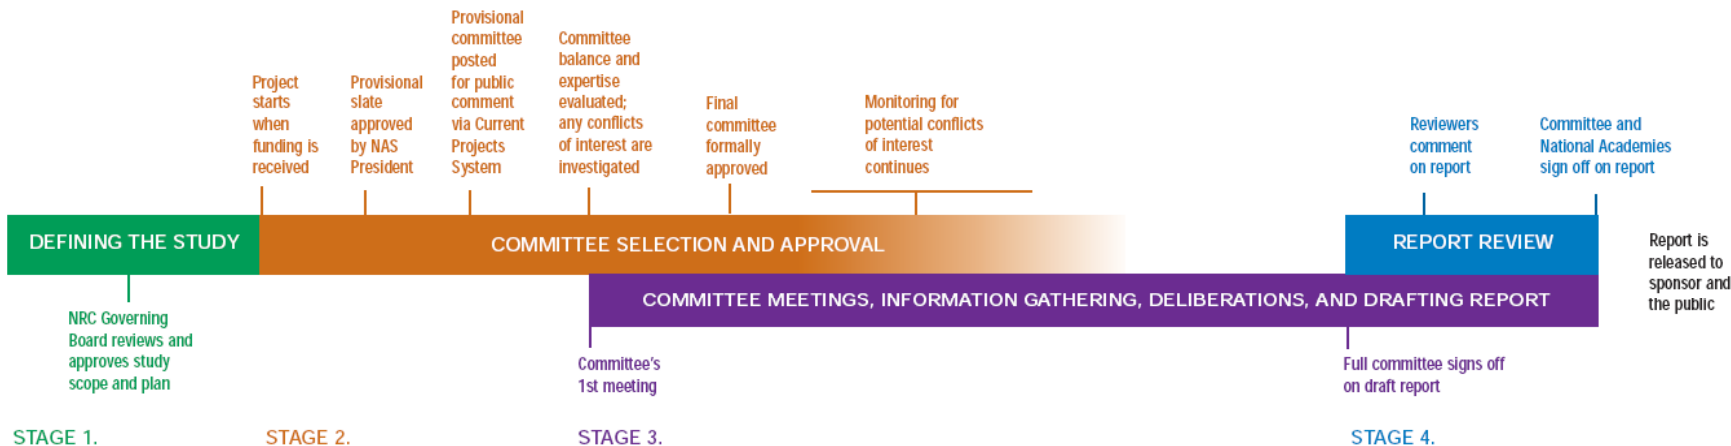 Project
starts
when
funding is
received
Provisional
slate
approved
by NAS
President
Provisional
committee
posted
for public
comment
via Current
Projects
System
Committee
balance and
expertise
evaluated;
any conflicts
of interest are
investigated
Final
committee
formally
approved
Monitoring for
potential conflicts
of interest
continues
Reviewers
comment
on report
Committee and
National Academies
sign off on report
DEFINING THE STUDY
COMMITTEE SELECTION AND APPROVAL
REPORT REVIEW
Report is
released to
sponsor and
the public
COMMITTEE MEETINGS, INFORMATION GATHERING, DELIBERATIONS, AND DRAFTING REPORT
NRC Governing
Board reviews and
approves study
scope and plan
Committee's
1st meeting
Full committee signs off
on draft report
STAGE 1.
STAGE 2.
STAGE 3.
STAGE 4.